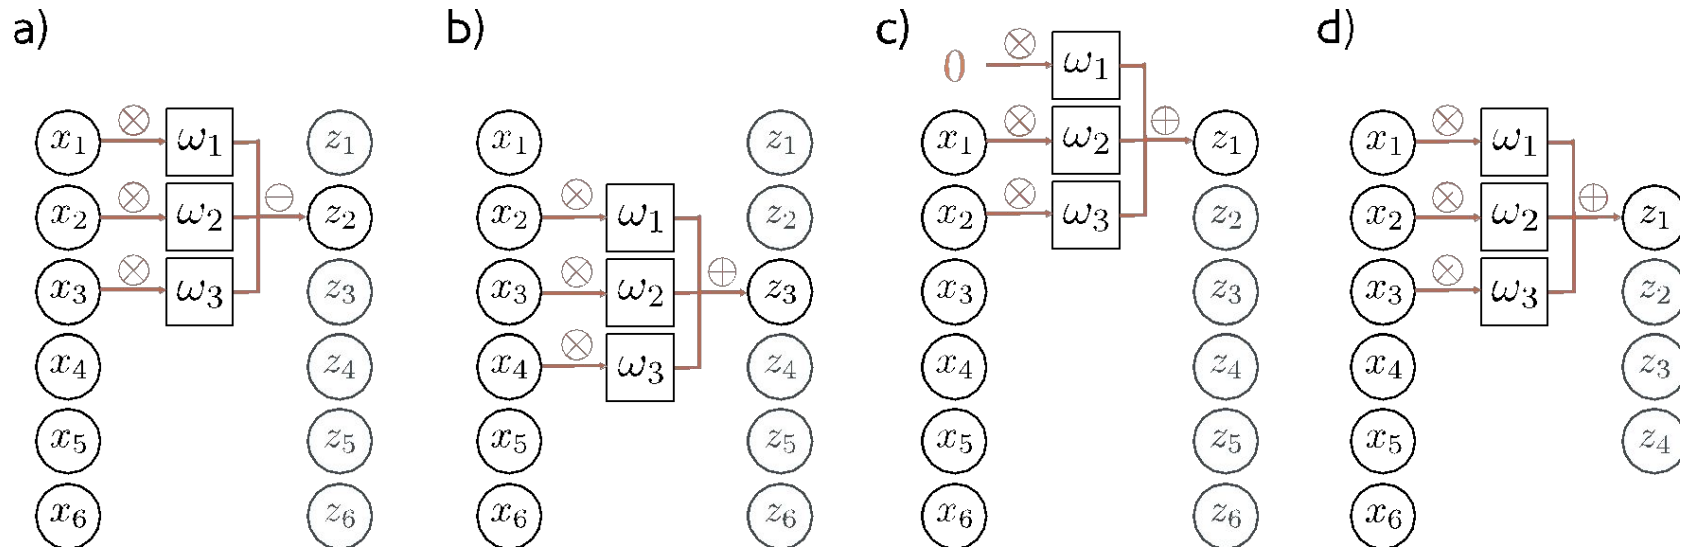 a) b) c) d)
0 ⊗ ω₁
x₁ ⊗ ω₁ z₁ x₁ z₁ x₁ ⊗ ω₂ ⊕ z₁ x₁ ⊗ ω₁
x₂ ⊗ ω₂ ⊖ z₂ x₂ ⊗ ω₁ z₂ x₂ ⊗ ω₃ z₂ x₂ ⊗ ω₂ ⊕ z₁
x₃ ⊗ ω₃ z₃ x₃ ⊗ ω₂ ⊕ z₃ x₃ z₃ x₃ ⊗ ω₃ z₂
x₄ z₄ x₄ ⊗ ω₃ z₄ x₄ z₄ x₄ z₃
x₅ z₅ x₅ z₅ x₅ z₅ x₅ z₄
x₆ z₆ x₆ z₆ x₆ z₆ x₆